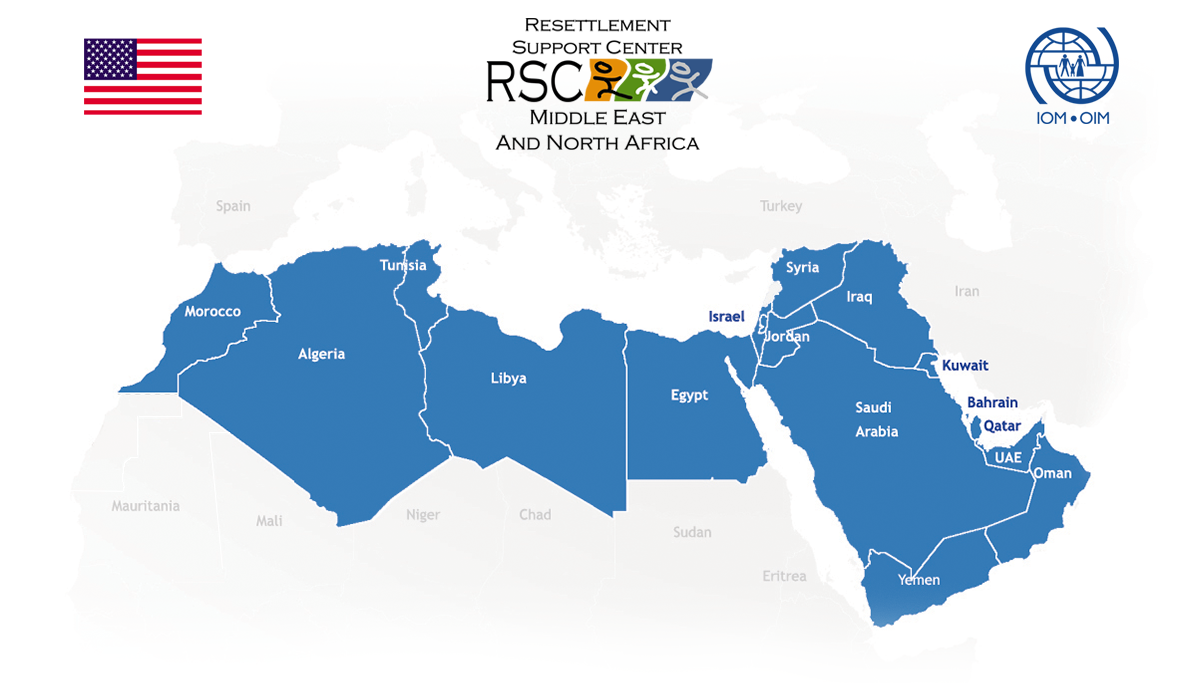 RESETTLEMENT
SUPPORT CENTER
RSC
MIDDLE EAST
AND NORTH AFRICA
IOM • OIM
Spain
Turkey
Tunisia
Syria
Iran
Iraq
Morocco
Israel
Jordan
Algeria
Kuwait
Libya
Egypt
Bahrain
Saudi
Arabia
Qatar
UAE
Oman
Mauritania
Mali
Niger
Chad
Sudan
Eritrea
Yemen